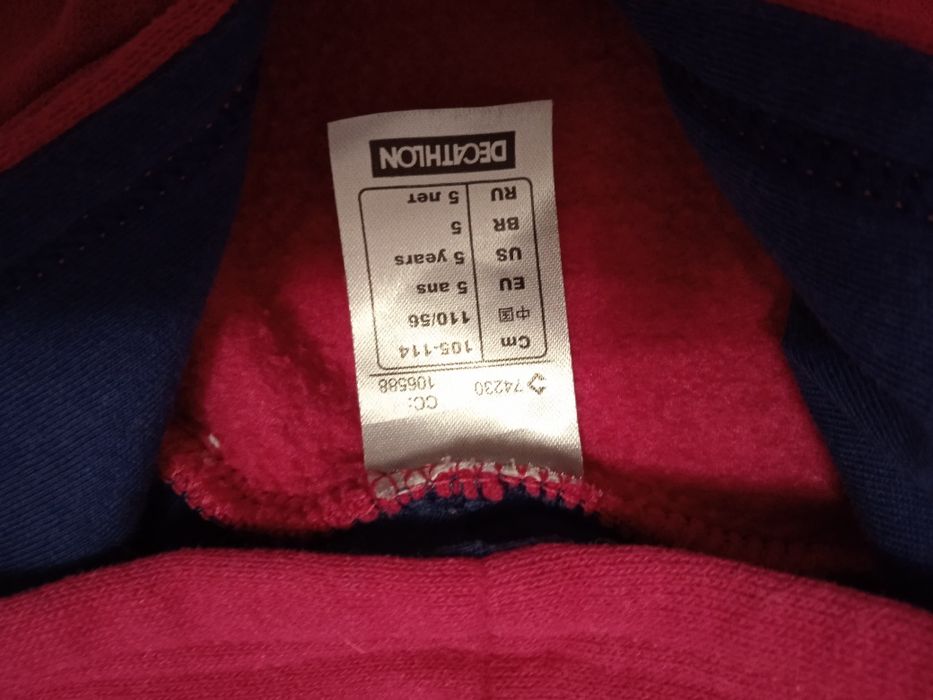 DECATHLON
RU 5 лет
BR 5
US 5 years
EU 5 ans
中国 110/56
Cm 105-114
74230 CC:
106588